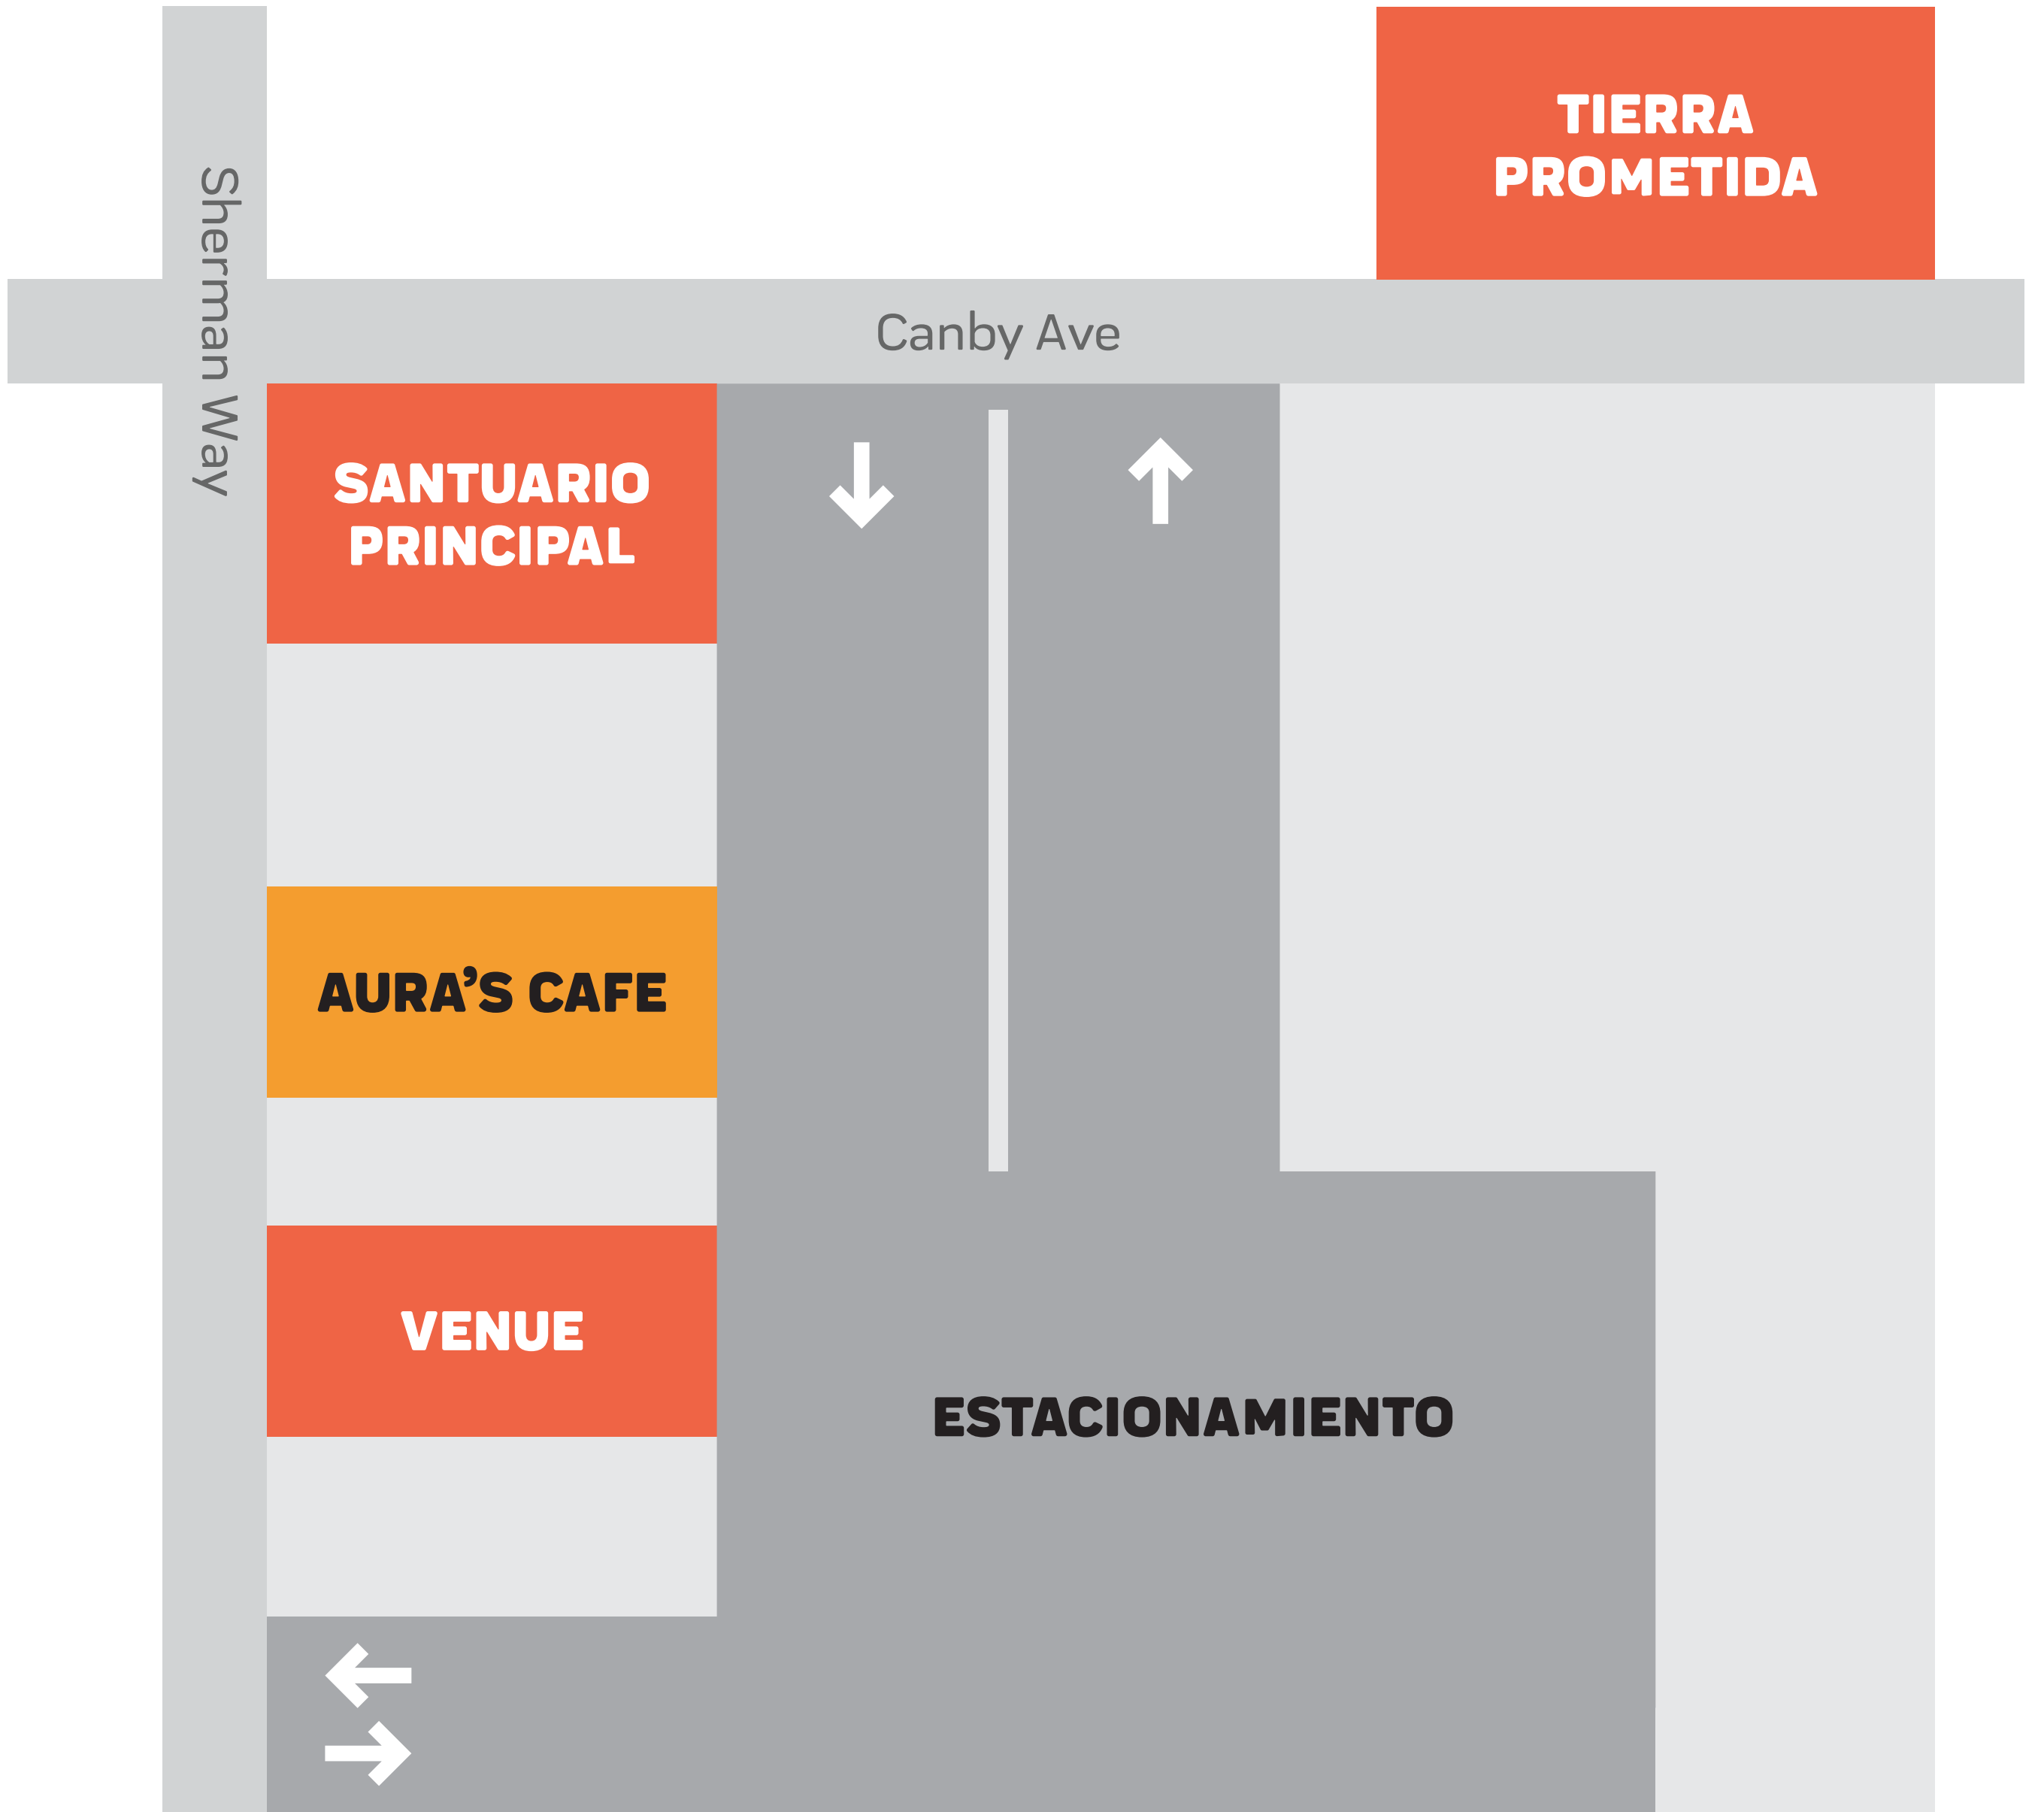 TIERRA
PROMETIDA
Sherman Way
Canby Ave
SANTUARIO
PRINCIPAL
AURA'S CAFE
VENUE
ESTACIONAMIENTO